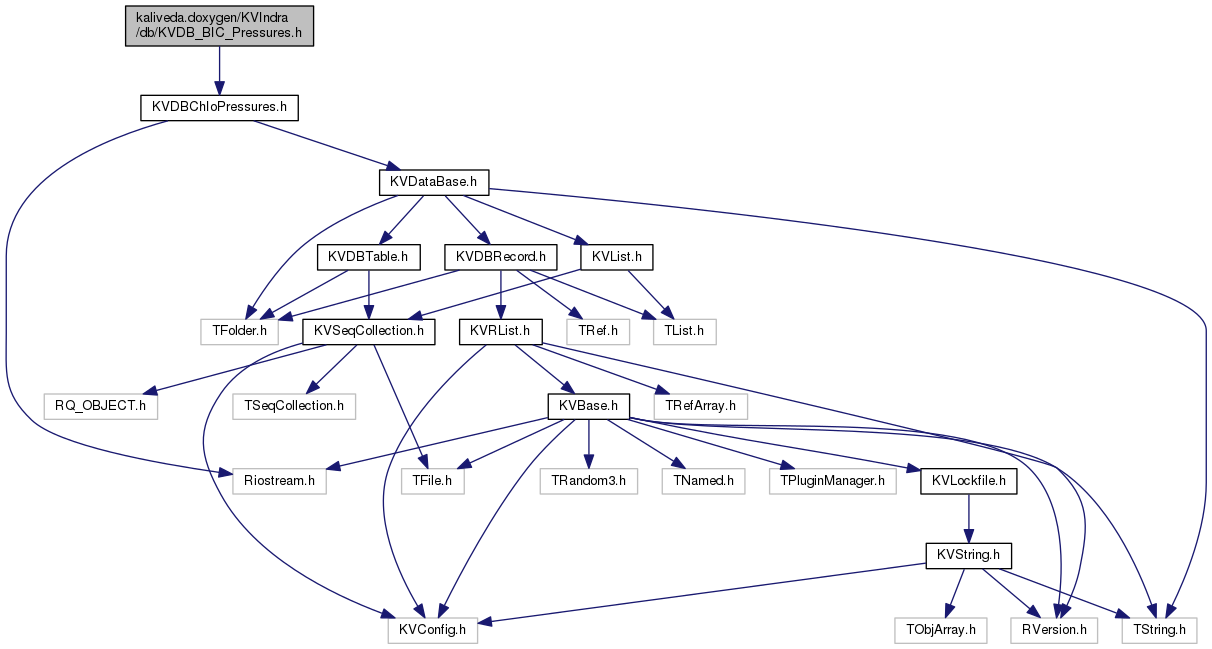 kaliveda.doxygen/KVIndra
/db/KVDB_BIC_Pressures.h
KVDBChIoPressures.h
KVDataBase.h
KVDBTable.h
KVDBRecord.h
KVList.h
TFolder.h
KVSeqCollection.h
KVRList.h
TRef.h
TList.h
RQ_OBJECT.h
TSeqCollection.h
KVBase.h
TRefArray.h
Riostream.h
TFile.h
TRandom3.h
TNamed.h
TPluginManager.h
KVLockfile.h
KVString.h
KVConfig.h
TObjArray.h
RVersion.h
TString.h